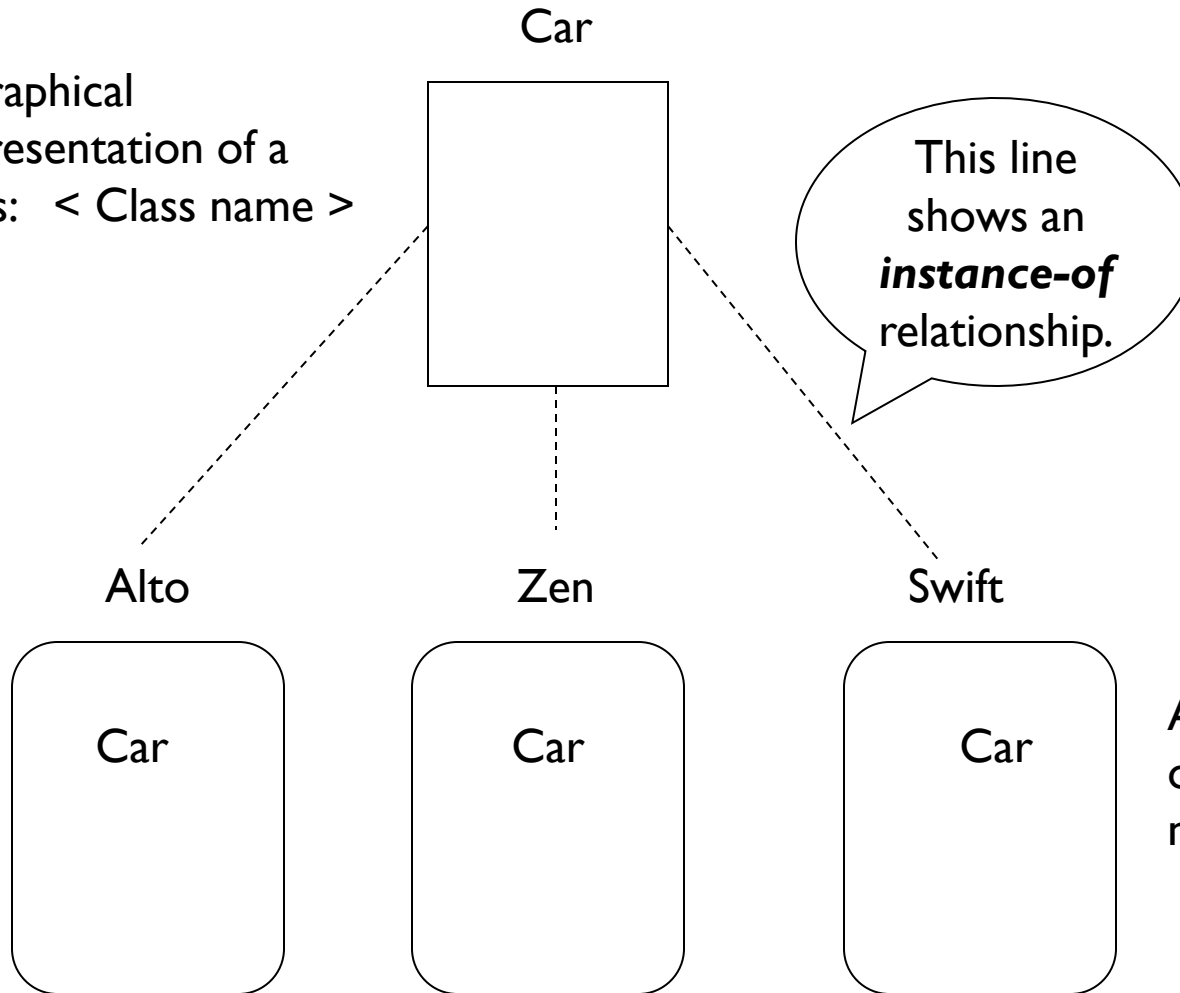 Car
raphical
resentation of a
s: < Class name >
This line
shows an
instance-of
relationship.
Alto
Zen
Swift
Car
Car
Car